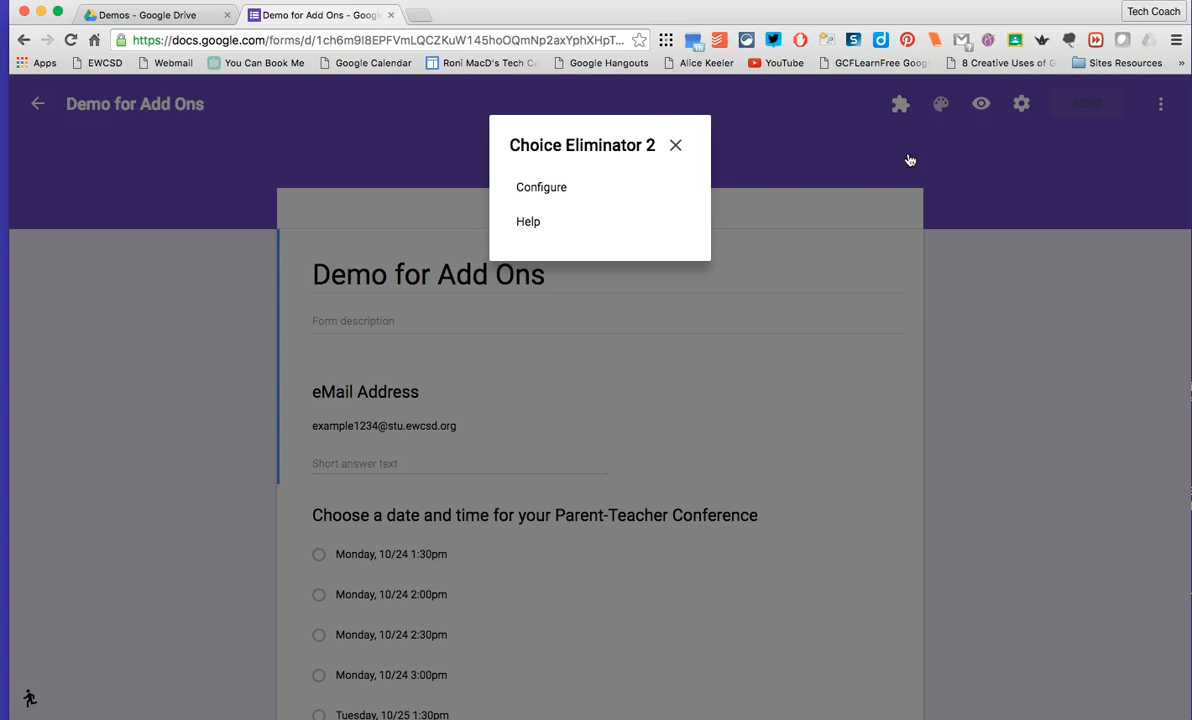 Demos - Google Drive
Demo for Add Ons - Googl
Tech Coach
https://docs.google.com/forms/d/1ch6m9I8EPFVmLQCZKuW145hoOQmNp2axYphXHpT...
Apps
EWCSD
Webmail
You Can Book Me
Google Calendar
Roni MacD's Tech Co
Google Hangouts
Alice Keeler
YouTube
GCFLearnFree Goog
8 Creative Uses of G
Sites Resources
»
Demo for Add Ons
SEND
Choice Eliminator 2
Configure
Help
Demo for Add Ons
Form description
eMail Address
example1234@stu.ewcsd.org
Short answer text
Choose a date and time for your Parent-Teacher Conference
Monday, 10/24 1:30pm
Monday, 10/24 2:00pm
Monday, 10/24 2:30pm
Monday, 10/24 3:00pm
Tuesday, 10/25 1:30pm